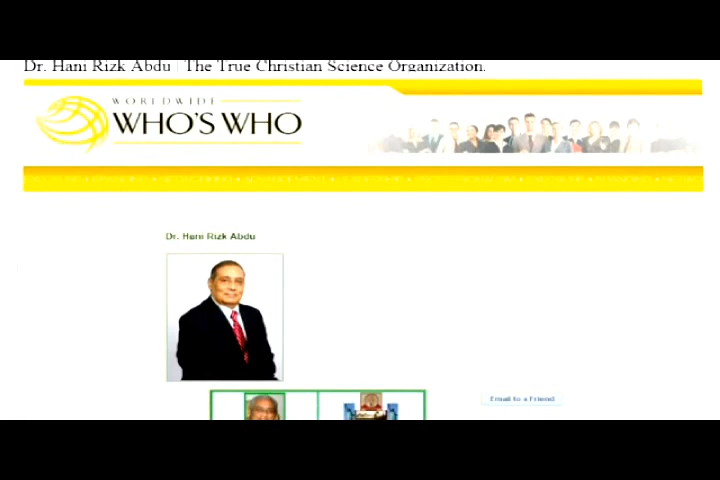 Dr. Hani Rizk Abdu | The True Christian Science Organization.
WORLDWIDE
WHO'S WHO
Dr. Hani Rizk Abdu
Email to a Friend